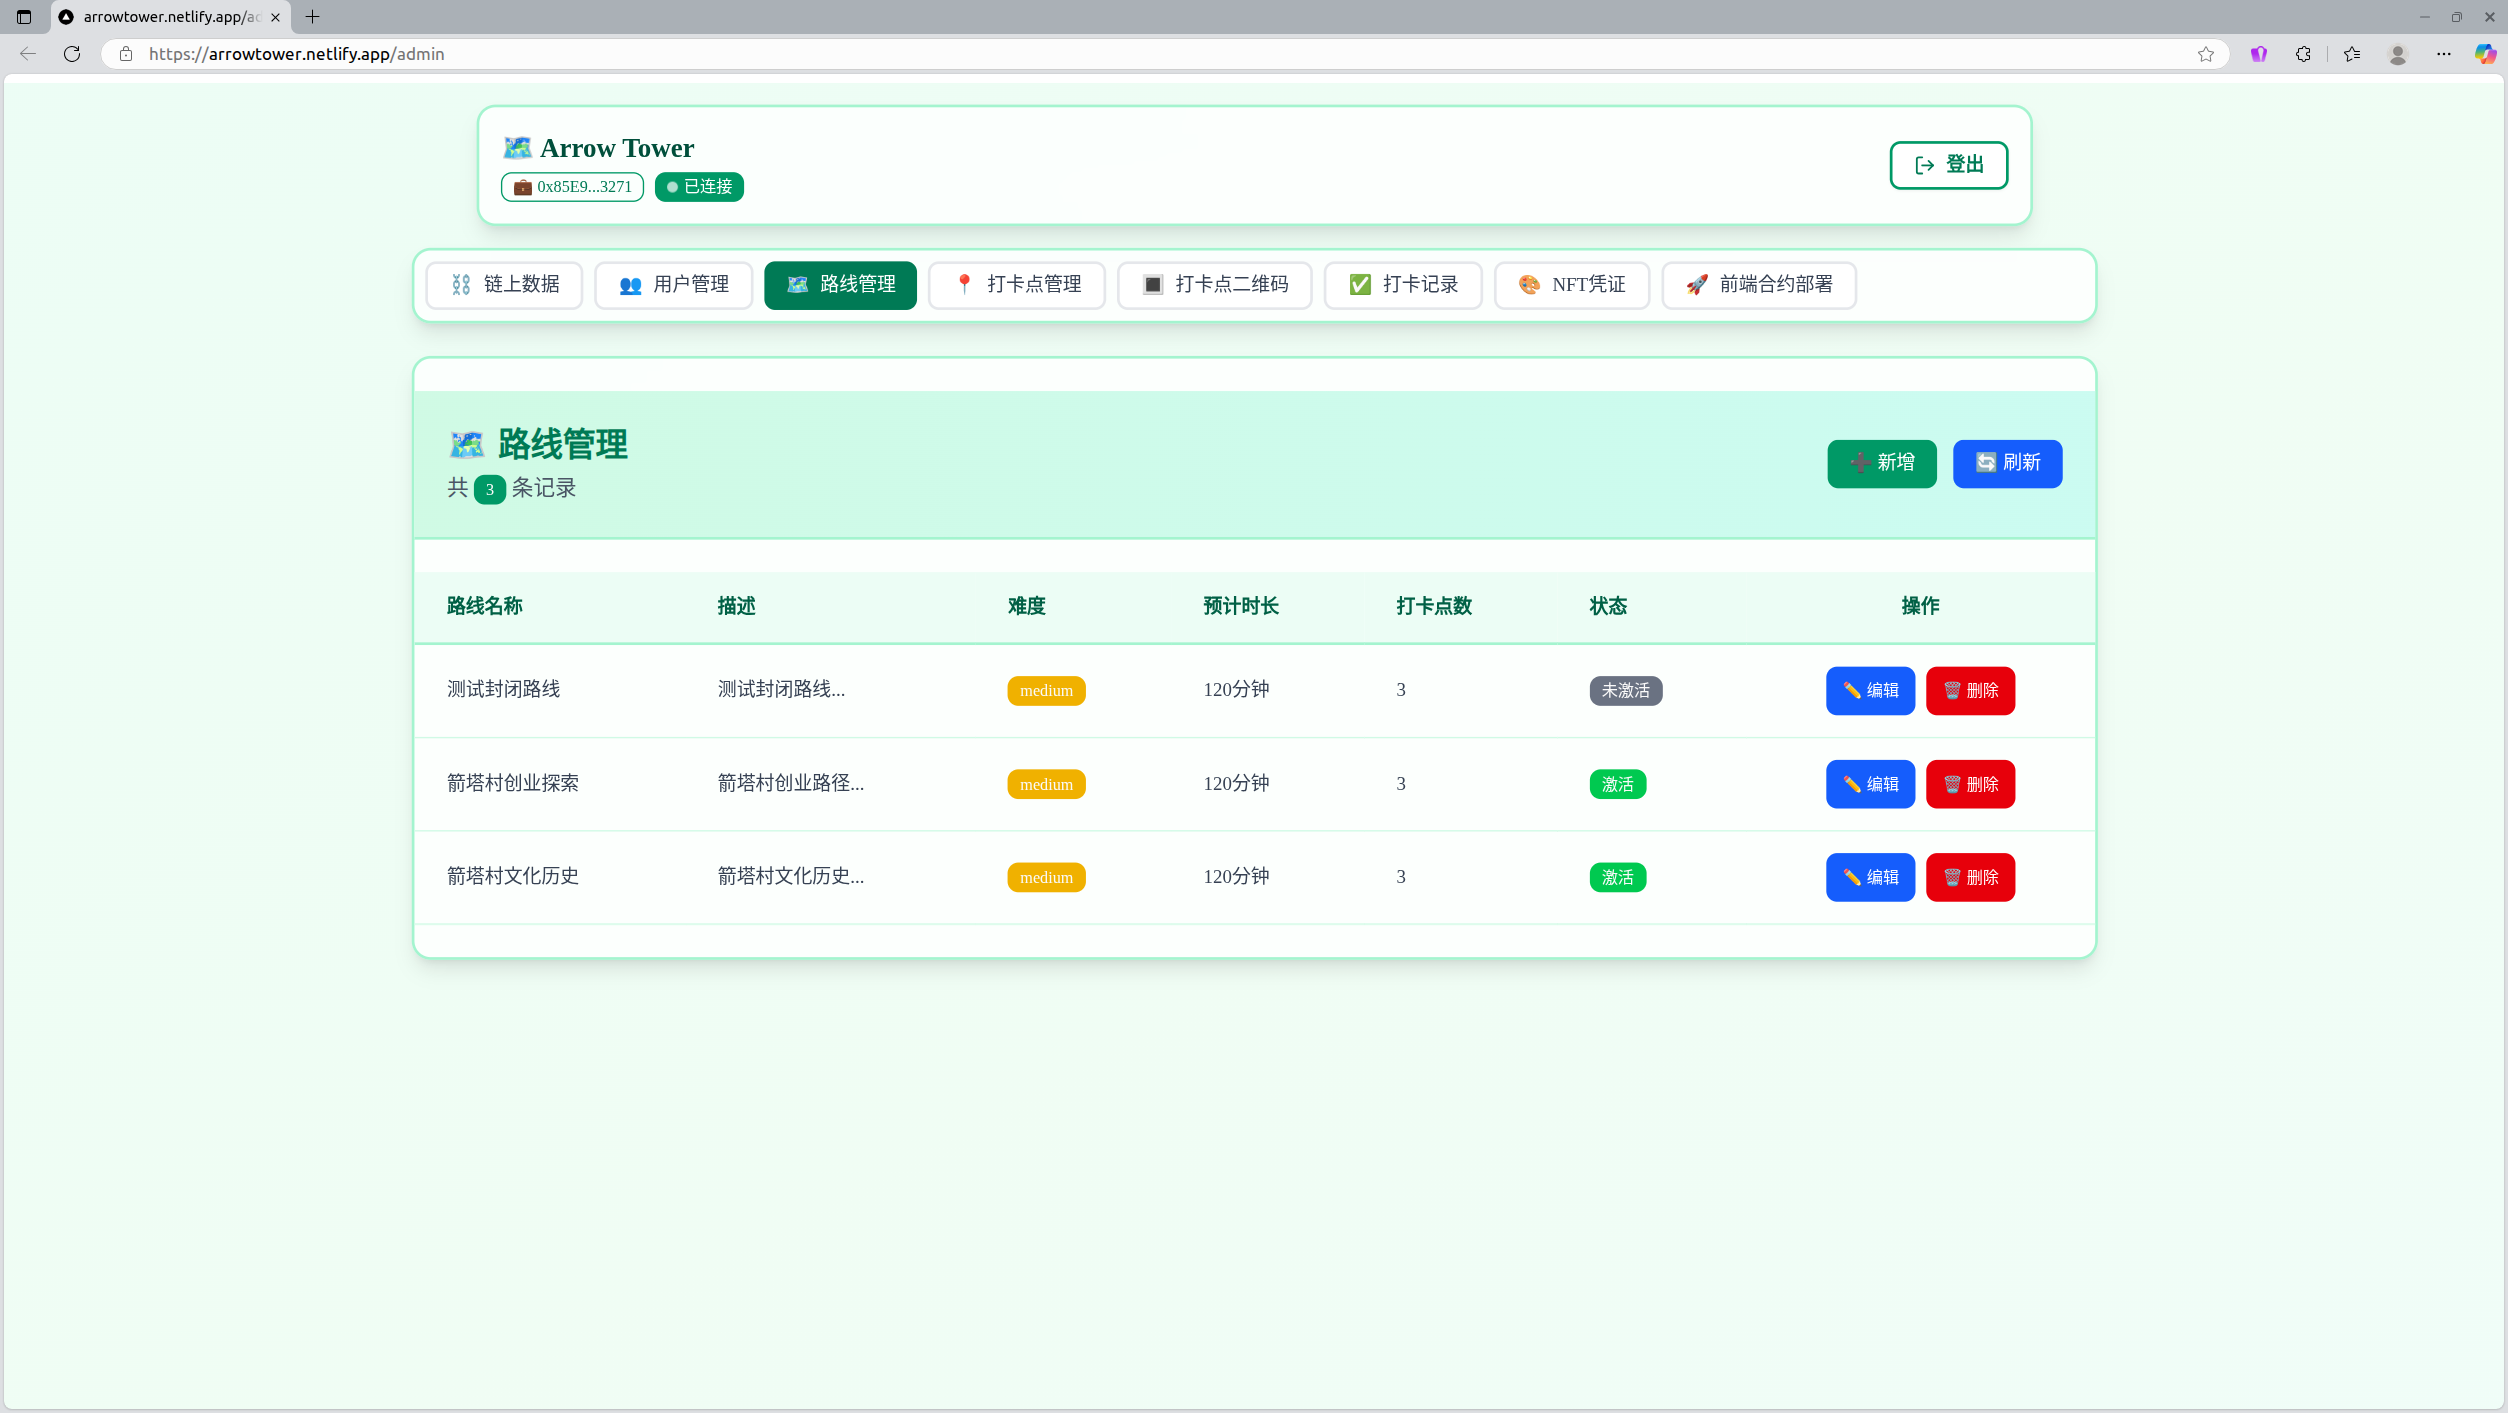 arrowtower.netlify.app/ad
https://arrowtower.netlify.app/admin
Arrow Tower
0x85E9...3271 已连接
登出
链上数据 用户管理 路线管理 打卡点管理 打卡点二维码 打卡记录 NFT凭证 前端合约部署
路线管理
共 3 条记录
新增 刷新
路线名称 描述 难度 预计时长 打卡点数 状态 操作
测试封闭路线 测试封闭路线... medium 120分钟 3 未激活 编辑 删除
箭塔村创业探索 箭塔村创业路径... medium 120分钟 3 激活 编辑 删除
箭塔村文化历史 箭塔村文化历史... medium 120分钟 3 激活 编辑 删除